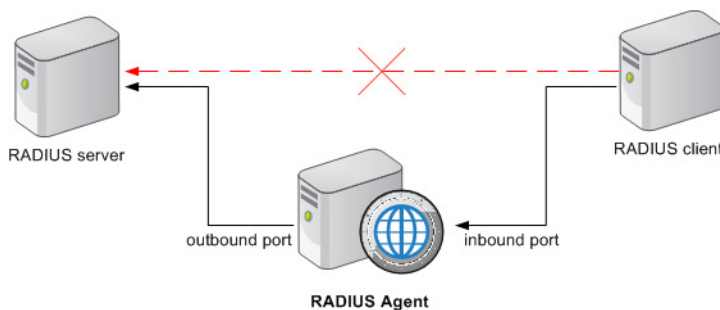 RADIUS server
RADIUS client
outbound port
inbound port
RADIUS Agent